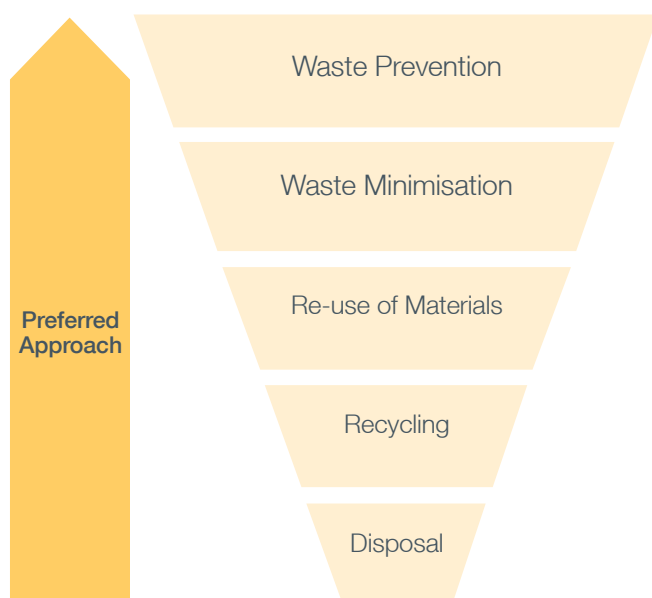 Waste Prevention
Waste Minimisation
Re-use of Materials
Preferred
Approach
Recycling
Disposal